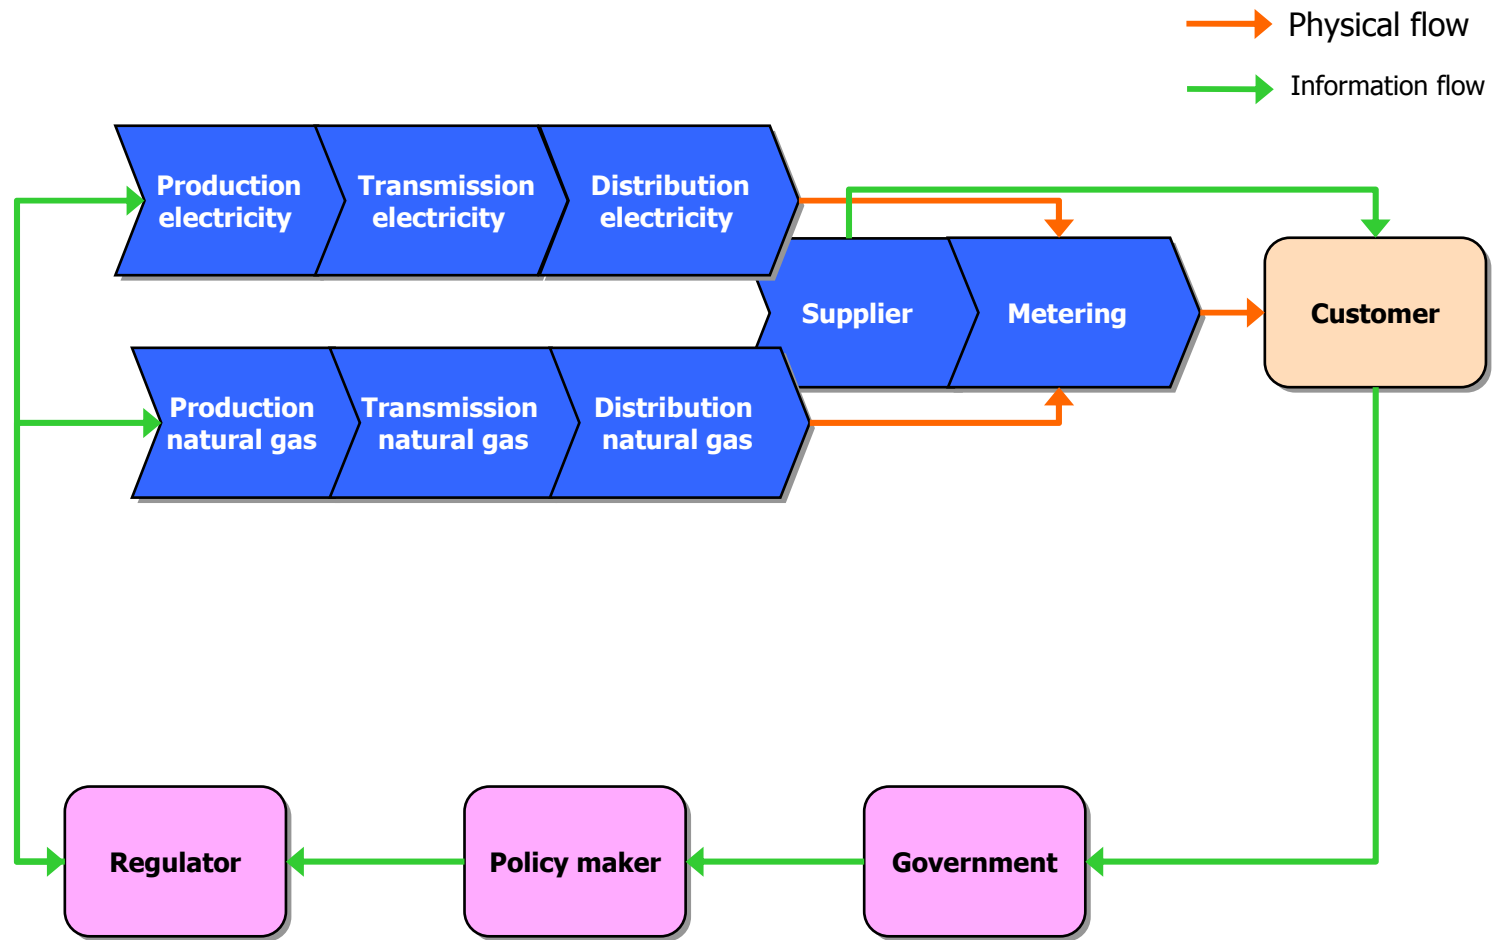 Physical flow
Information flow
Production
electricity
Transmission
electricity
Distribution
electricity
Supplier
Metering
Customer
Production
natural gas
Transmission
natural gas
Distribution
natural gas
Regulator
Policy maker
Government